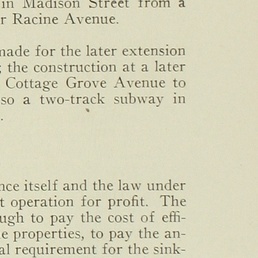 in Madison Street from a
r Racine Avenue.
made for the later extension
the construction at a later
Cottage Grove Avenue to
so a two-track subway in
.
nce itself and the law under
t operation for profit. The
ugh to pay the cost of effi-
e properties, to pay the an-
al requirement for the sink-